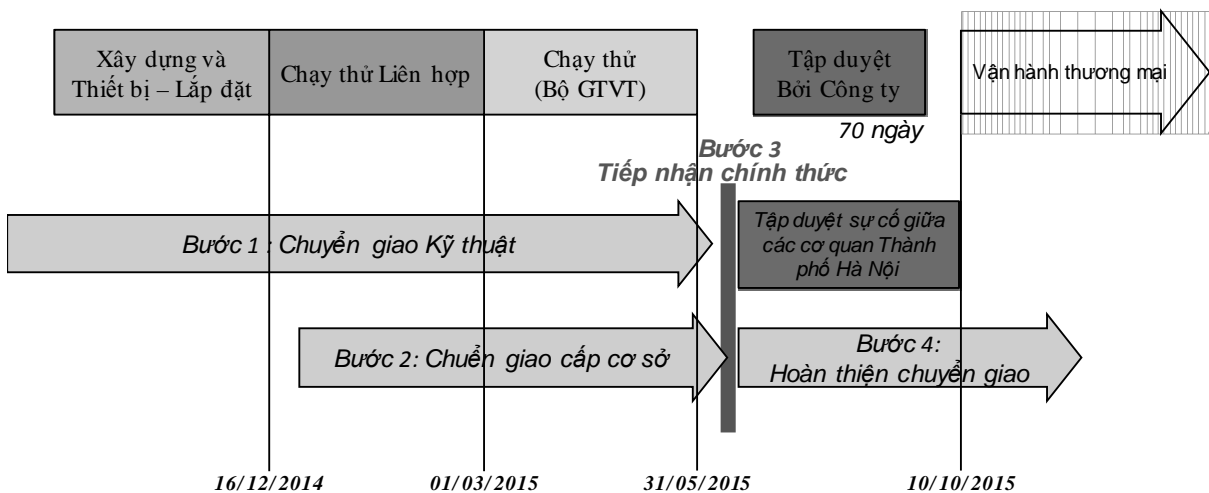 Xây dựng và
Thiết bị – Lắp đặt
Chạy thử Liên hợp
Chạy thử
(Bộ GTVT)
Tập duyệt
Bởi Công ty
70 ngày
Vận hành thương mại
Bước 3
Tiếp nhận chính thức
Bước 1 : Chuyển giao Kỹ thuật
Tập duyệt sự cố giữa
các cơ quan Thành
phố Hà Nội
Bước 2: Chuển giao cấp cơ sở
Bước 4:
Hoàn thiện chuyển giao
16/12/2014
01/03/2015
31/05/2015
10/10/2015